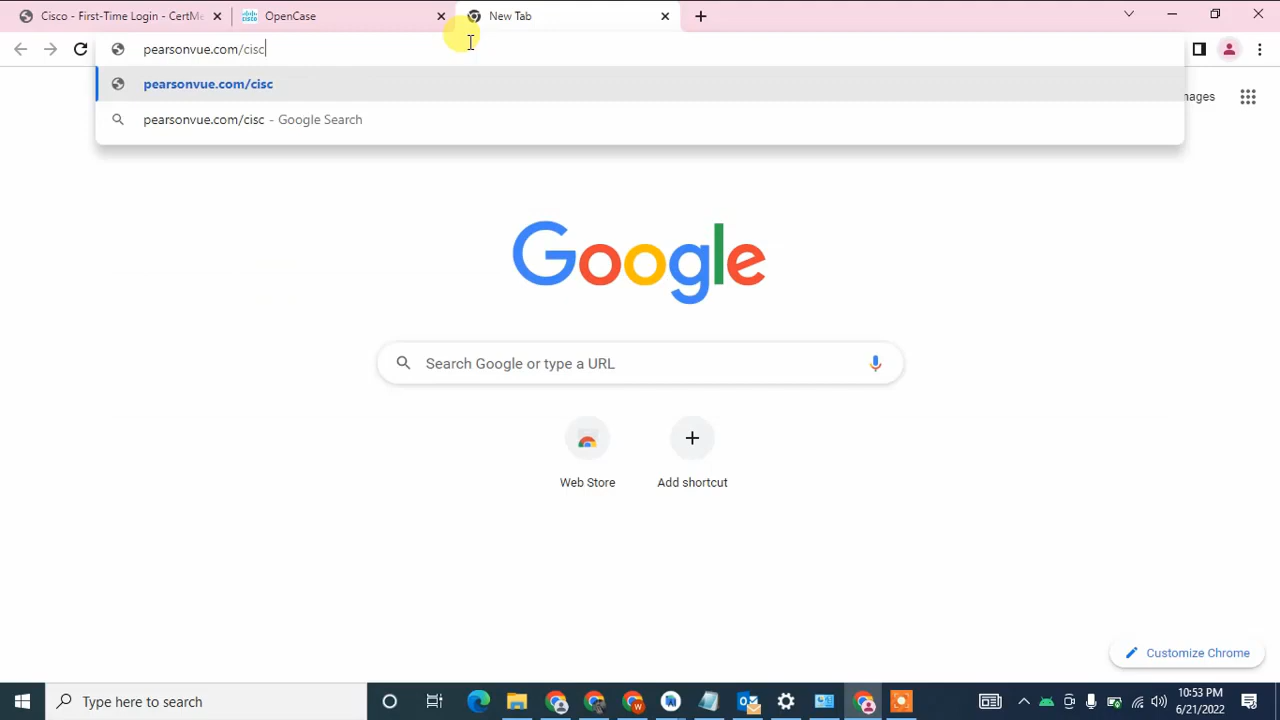 Cisco - First-Time Login - CertMe
OpenCase
New Tab
pearsonvue.com/cisc
pearsonvue.com/cisc
pearsonvue.com/cisc - Google Search
Google
Search Google or type a URL
Web Store
Add shortcut
Customize Chrome
Type here to search
10:53 PM
6/21/2022